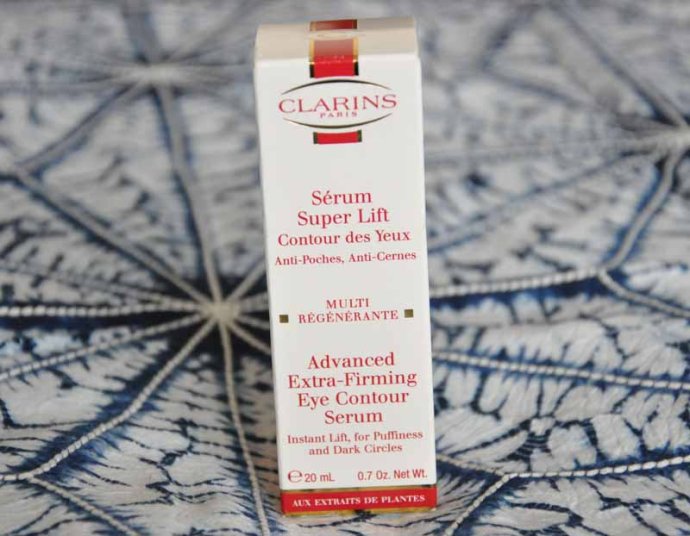 CLARINS
PARIS
Sérum
Super Lift
Contour des Yeux
Anti-Poches, Anti-Cernes
MULTI
RÉGÉNÉRANTE
Advanced
Extra-Firming
Eye Contour
Serum
Instant Lift, for Puffiness
and Dark Circles
℮ 20 mL 0.7 Oz. Net Wt.
AUX EXTRAITS DE PLANTES